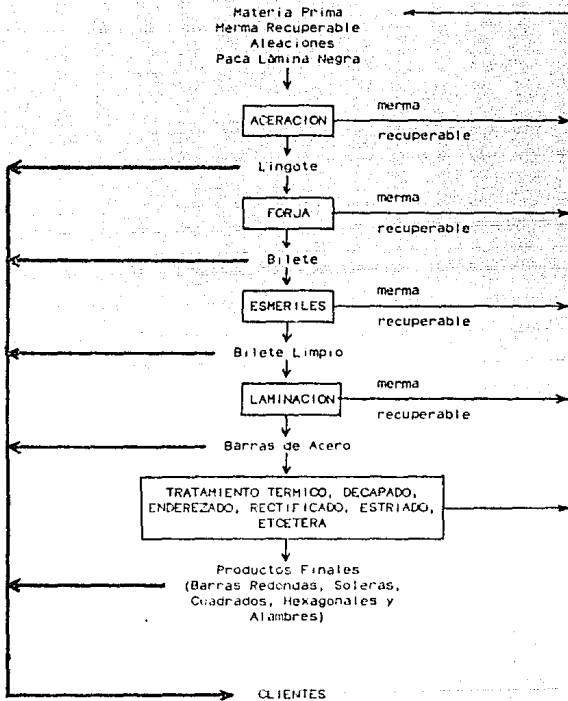 Materia Prima
Merma Recuperable
Aleaciones
Paca Lámina Negra
ACERACION
merma
recuperable
Lingote
FORJA
merma
recuperable
Bilete
ESMERILES
merma
recuperable
Bilete Limpio
LAMINACION
merma
recuperable
Barras de Acero
TRATAMIENTO TERMICO, DECAPADO,
ENDEREZADO, RECTIFICADO, ESTRIADO,
ETCETERA
Productos Finales
(Barras Redondas, Soleras,
Cuadrados, Hexagonales y
Alambres)
CLIENTES